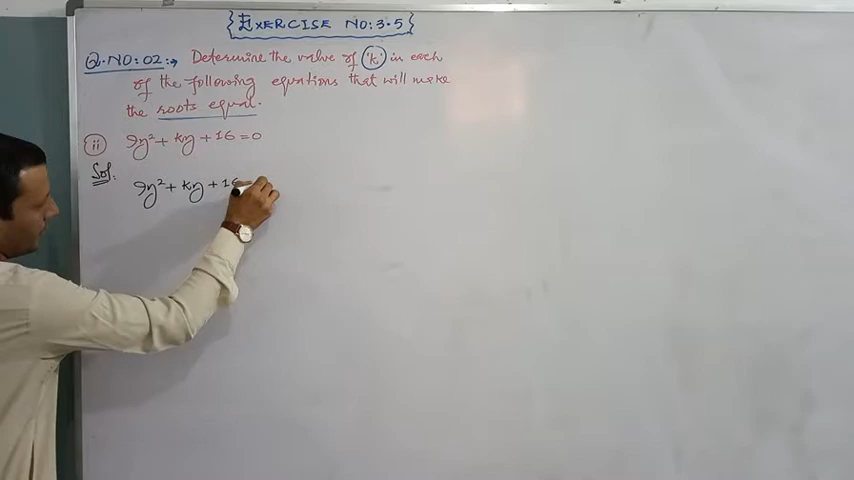 EXERCISE NO: 3.5
Q.NO: 02: → Determine the value of 'k' in each
of the following equations that will make
the roots equal.
ii 9y² + ky + 16 = 0
Sol:
9y² + ky + 16